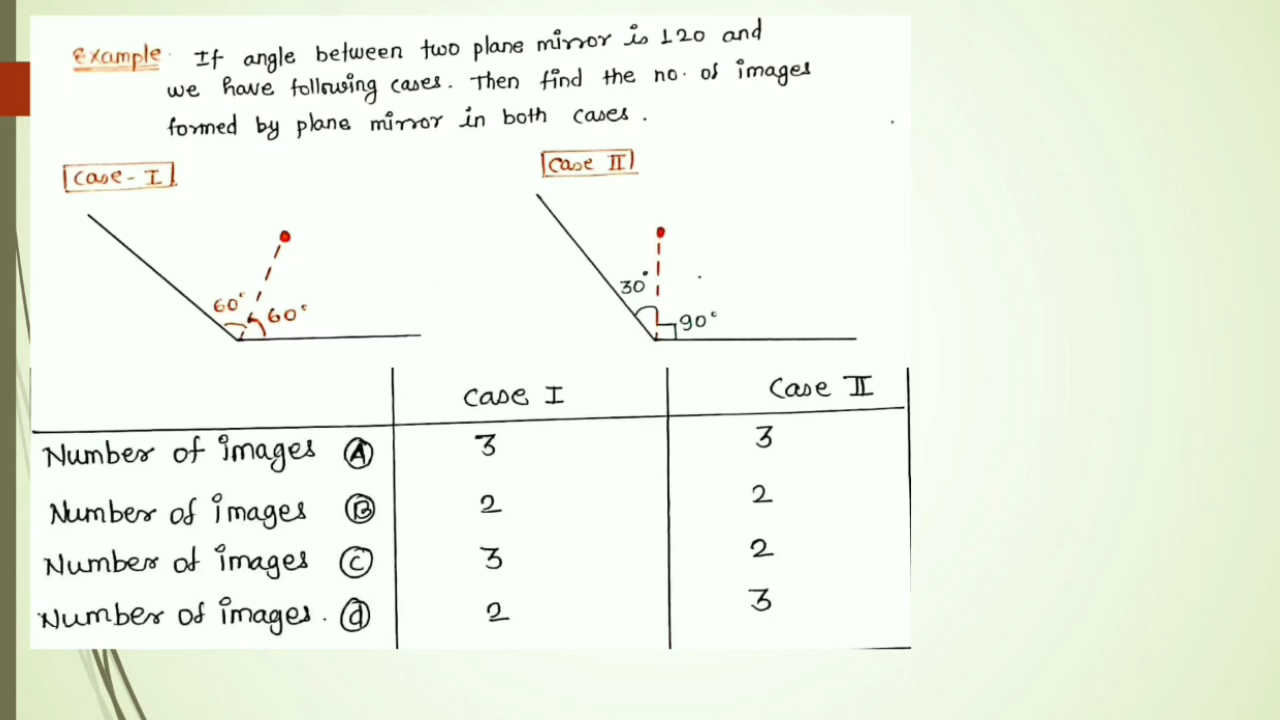 Example. If angle between two plane mirror is 120 and
we have following cases. Then find the no. of images
formed by plane mirror in both cases.
Case - I
Case II
60° 60°
30°
90°
Case I Case II
Number of images A 3 3
Number of images B 2 2
Number of images C 3 2
Number of images. d 2 3